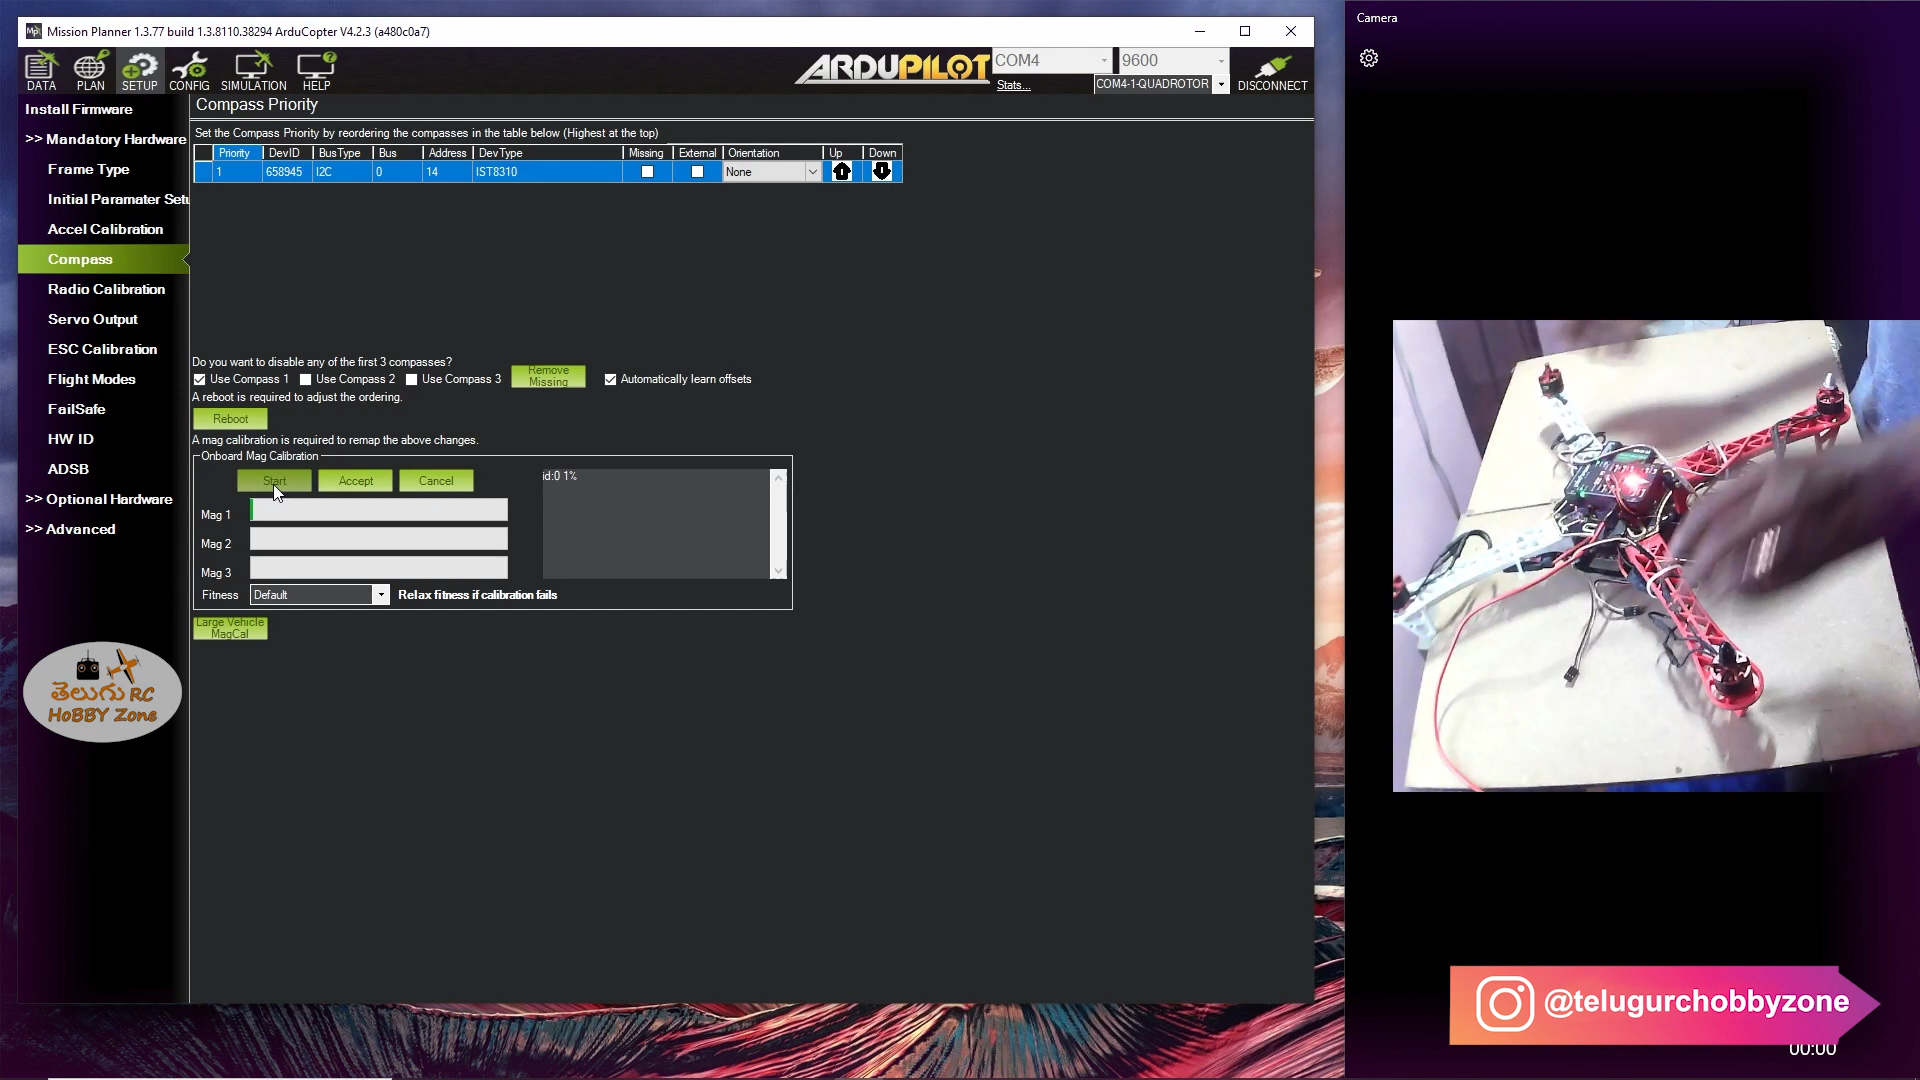 Mission Planner 1.3.77 build 1.3.8110.38294 ArduCopter V4.2.3 (a480c0a7)
DATA PLAN SETUP CONFIG SIMULATION HELP
ARDUPILOT
COM4 9600
Stats... COM4-1-QUADROTOR DISCONNECT
Install Firmware
>> Mandatory Hardware
Frame Type
Initial Paramater Setu
Accel Calibration
Compass
Radio Calibration
Servo Output
ESC Calibration
Flight Modes
FailSafe
HW ID
ADSB
>> Optional Hardware
>> Advanced
తెలుగు RC
HoBBY Zone
Compass Priority
Set the Compass Priority by reordering the compasses in the table below (Highest at the top)
Priority DevID BusType Bus Address DevType Missing External Orientation Up Down
1 658945 I2C 0 14 IST8310 None
Do you want to disable any of the first 3 compasses?
Use Compass 1 Use Compass 2 Use Compass 3 Remove Missing Automatically learn offsets
A reboot is required to adjust the ordering.
Reboot
A mag calibration is required to remap the above changes.
Onboard Mag Calibration
Start Accept Cancel
id:0 1%
Mag 1
Mag 2
Mag 3
Fitness Default Relax fitness if calibration fails
Large Vehicle
MagCal
Camera
@telugurchobbyzone
00:00